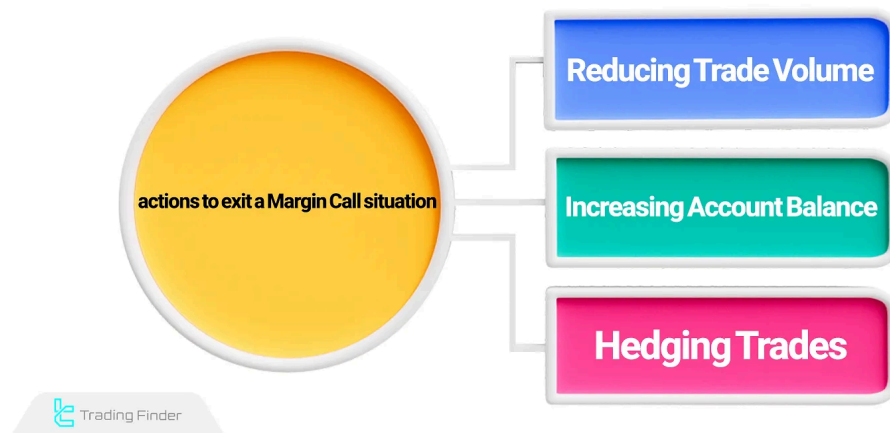 actions to exit a Margin Call situation
Reducing Trade Volume
Increasing Account Balance
Hedging Trades
Trading Finder